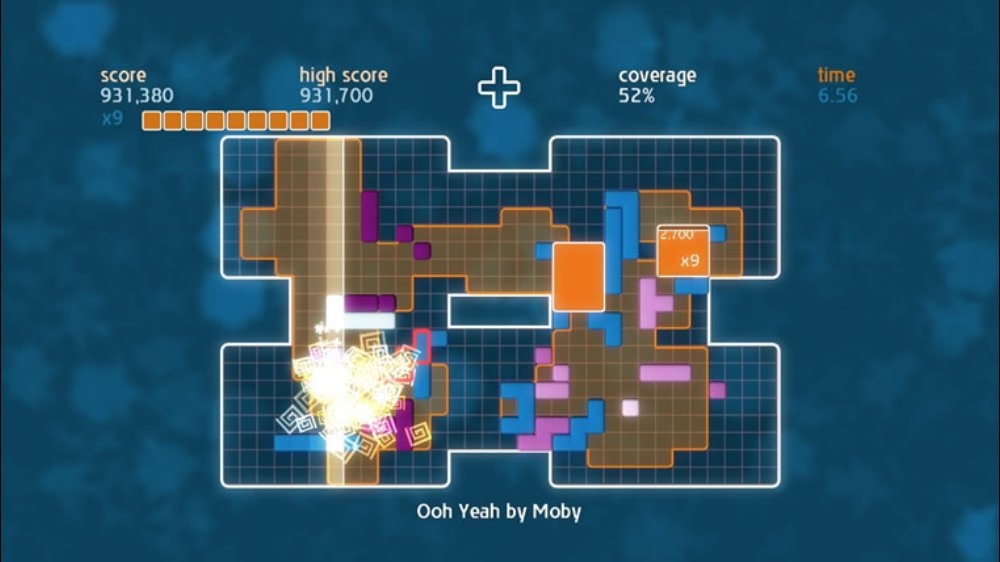 score
931,380
x9
high score
931,700
coverage
52%
time
6.56
2,700
x9
Ooh Yeah by Moby